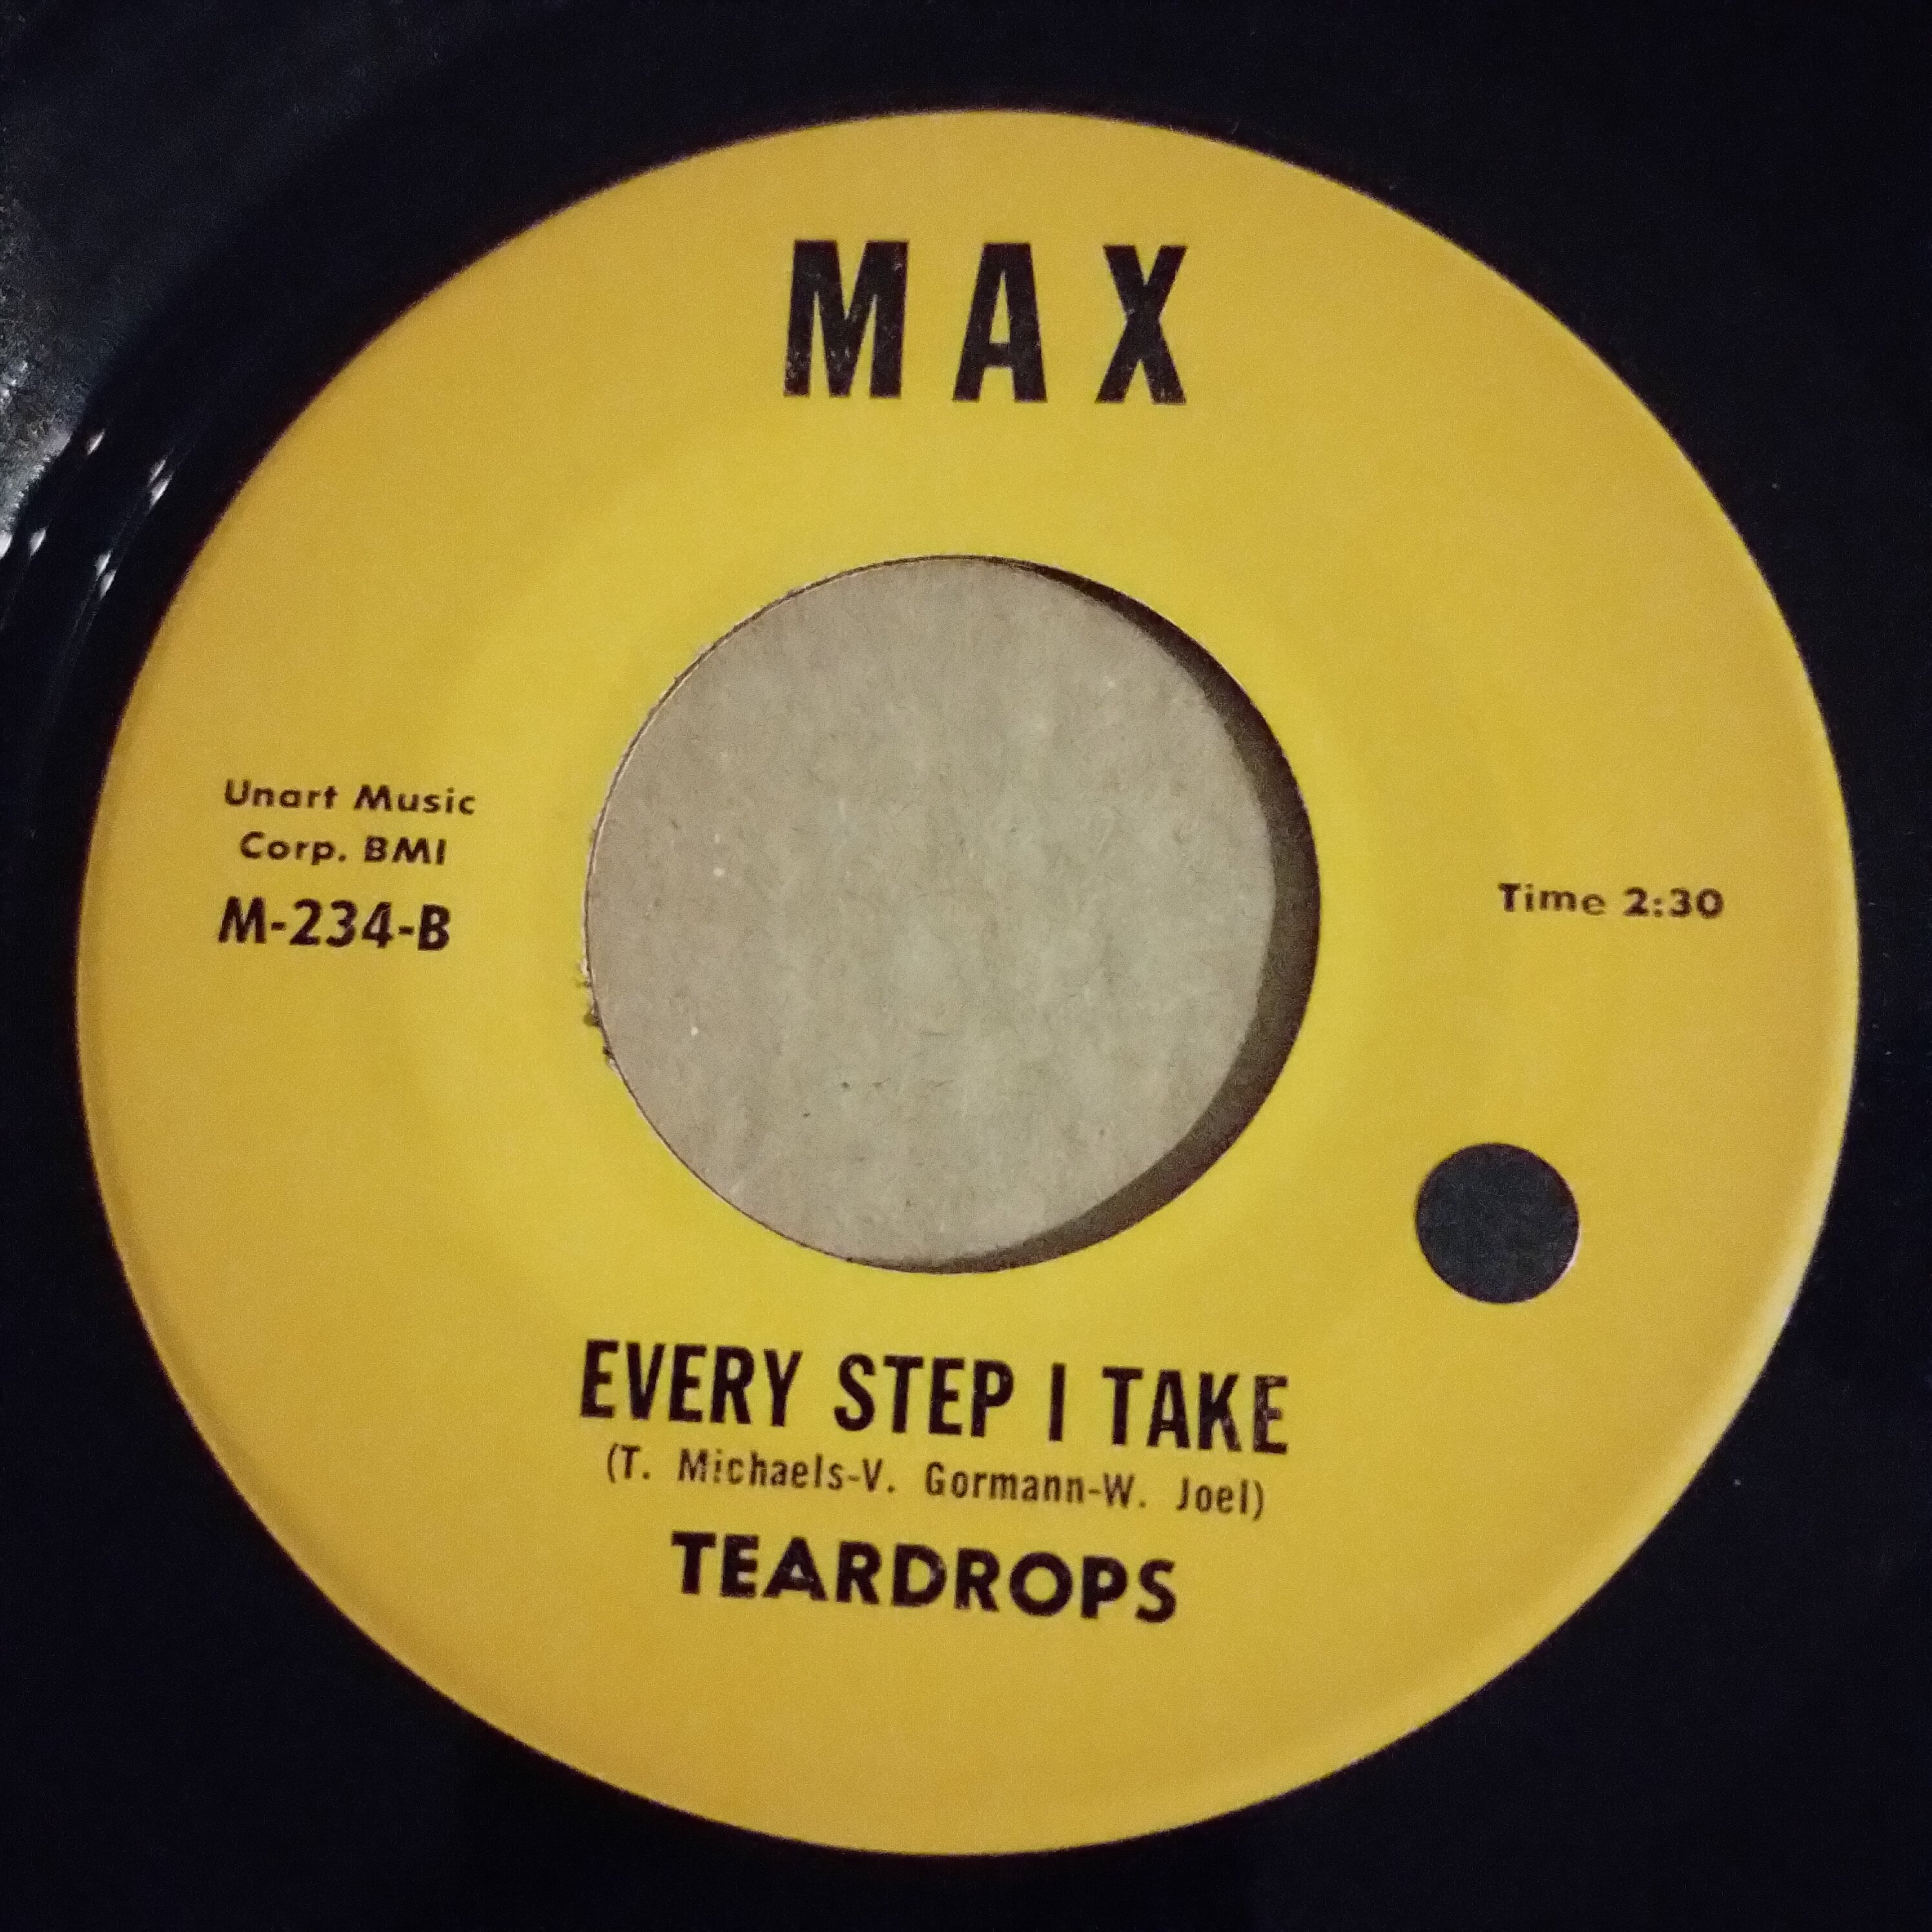 MAX
Unart Music
Corp. BMI
M-234-B
Time 2:30
EVERY STEP I TAKE
(T. Michaels-V. Gormann-W. Joel)
TEARDROPS